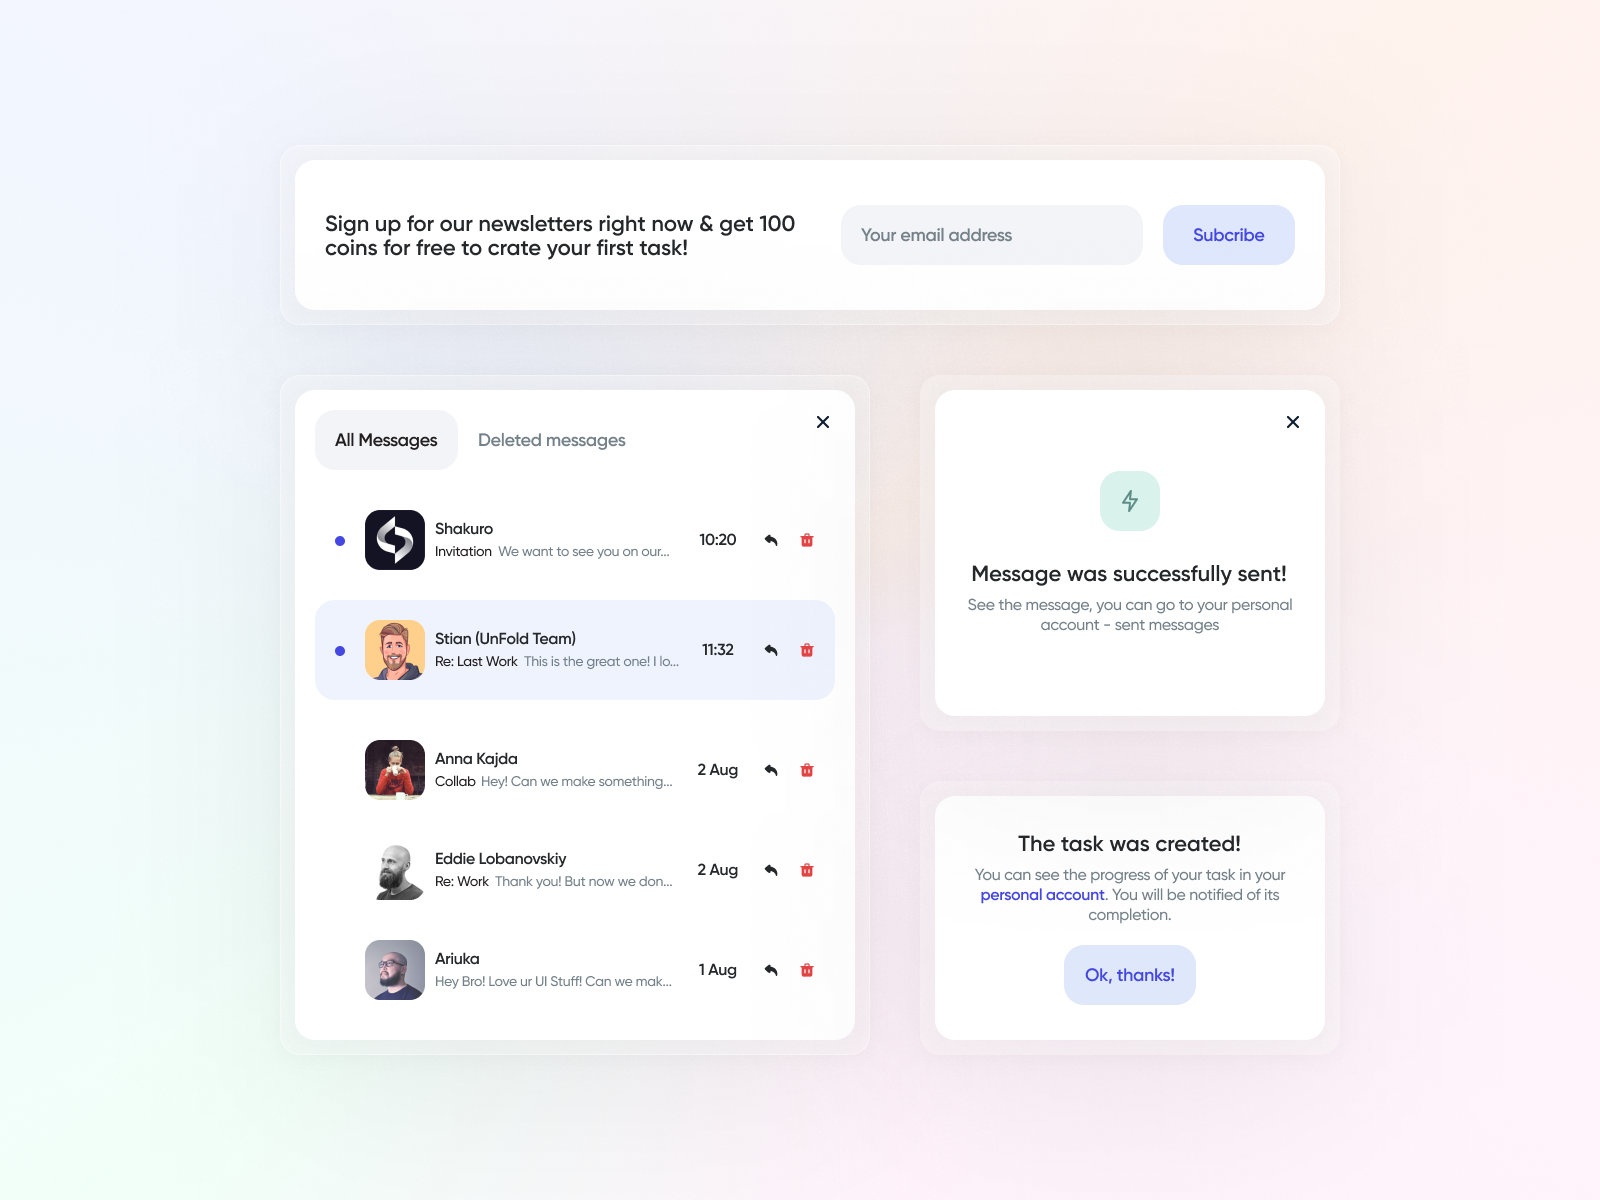 Sign up for our newsletters right now & get 100
coins for free to crate your first task!
Your email address
Subcribe
All Messages
Deleted messages
Shakuro
Invitation We want to see you on our...
10:20
Stian (UnFold Team)
Re: Last Work This is the great one! I lo...
11:32
Anna Kajda
Collab Hey! Can we make something...
2 Aug
Eddie Lobanovskiy
Re: Work Thank you! But now we don...
2 Aug
Ariuka
Hey Bro! Love ur UI Stuff! Can we mak...
1 Aug
Message was successfully sent!
See the message, you can go to your personal
account - sent messages
The task was created!
You can see the progress of your task in your
personal account. You will be notified of its
completion.
Ok, thanks!